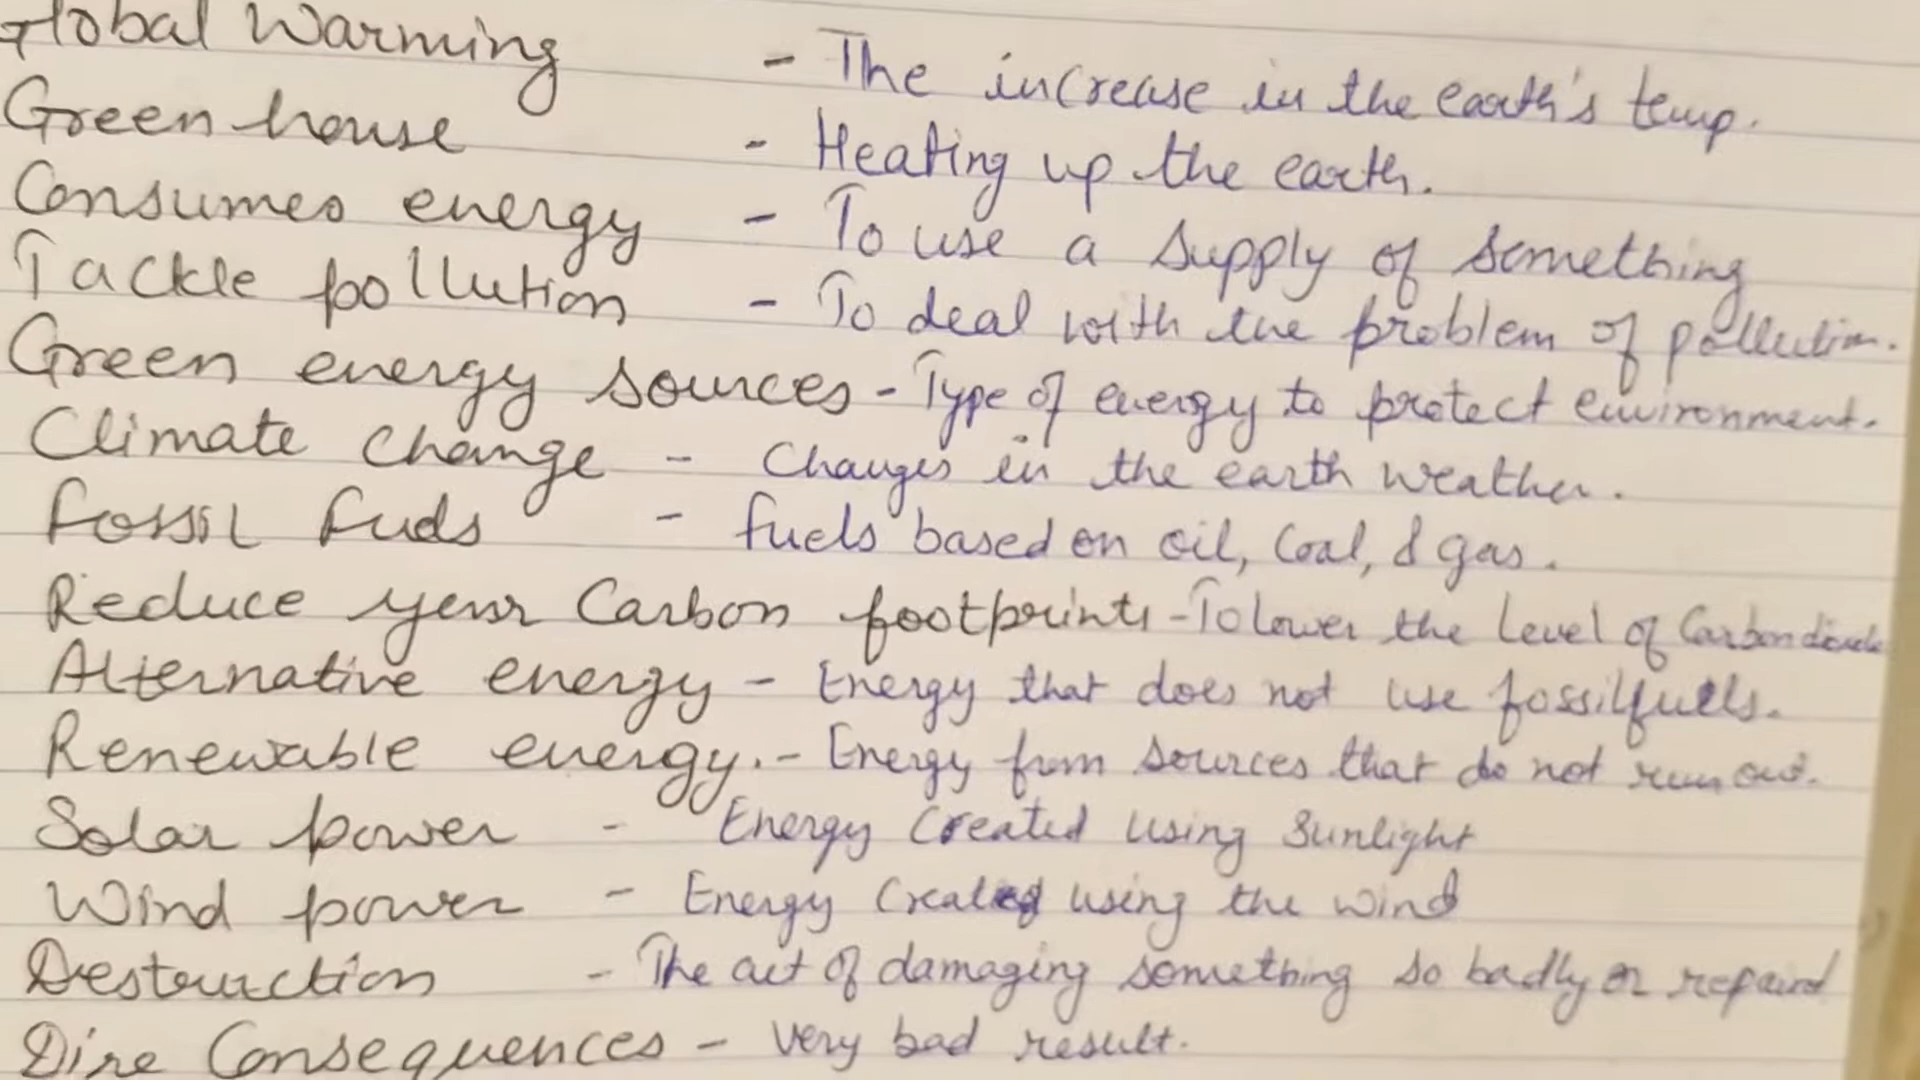 Global Warming - The increase in the earth's temp.
Green house - Heating up the earth.
Consumes energy - To use a supply of something
Tackle pollution - To deal with the problem of pollution.
Green energy sources - Type of energy to protect environment.
Climate change - Changes in the earth weather.
Fossil fuels - fuels based on oil, Coal, & gas.
Reduce your Carbon footprints - To lower the level of Carbondioxide
Alternative energy - Energy that does not use fossilfuells.
Renewable energy. - Energy from sources that do not run out.
Solar power - Energy Created using Sunlight
Wind power - Energy Created using the wind
Destruction - The act of damaging something so badly or repaired
Dire Consequences - very bad result.